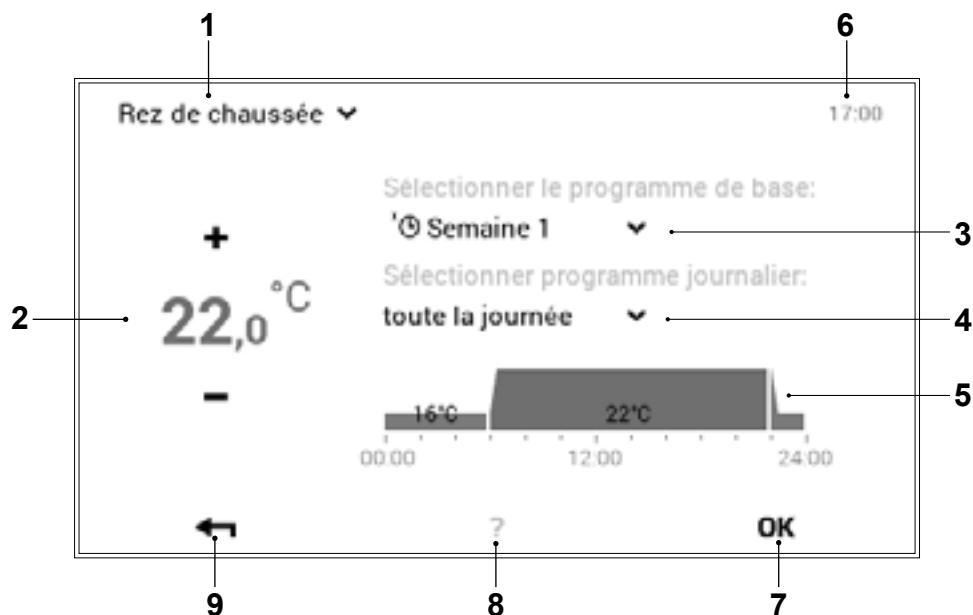 1
6
Rez de chaussée
17:00
Sélectionner le programme de base:
Semaine 1
3
Sélectionner programme journalier:
2
22,0 °C
toute la journée
4
5
16°C
22°C
00:00
12:00
24:00
?
OK
9
8
7